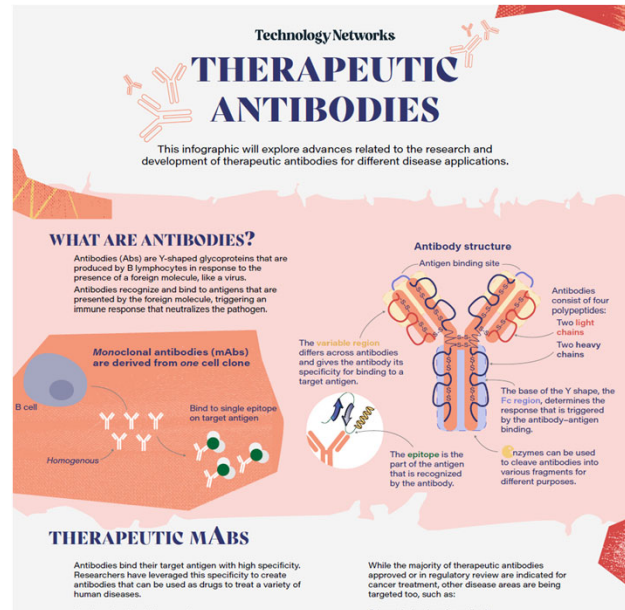 Technology Networks
THERAPEUTIC
ANTIBODIES
This infographic will explore advances related to the research and
development of therapeutic antibodies for different disease applications.
WHAT ARE ANTIBODIES?
Antibodies (Abs) are Y-shaped glycoproteins that are
produced by B lymphocytes in response to the
presence of a foreign molecule, like a virus.
Antibodies recognize and bind to antigens that are
presented by the foreign molecule, triggering an
immune response that neutralizes the pathogen.
Monoclonal antibodies (mAbs)
are derived from one cell clone
B cell
Homogenous
Bind to single epitope
on target antigen
Antibody structure
Antigen binding site
The variable region
differs across antibodies
and gives the antibody its
specificity for binding to a
target antigen.
Antibodies
consist of four
polypeptides:
Two light
chains
Two heavy
chains
S-S
S-S
The base of the Y shape, the
Fc region, determines the
response that is triggered by
the antibody–antigen
binding.
The epitope is the
part of the antigen
that is recognized
by the antibody.
Enzymes can be used
to cleave antibodies into
various fragments for
different purposes.
THERAPEUTIC MABS
Antibodies bind their target antigen with high specificity.
Researchers have leveraged this specificity to create
antibodies that can be used as drugs to treat a variety of
human diseases.
While the majority of therapeutic antibodies
approved or in regulatory review are indicated for
cancer treatment, other disease areas are being
targeted too, such as: